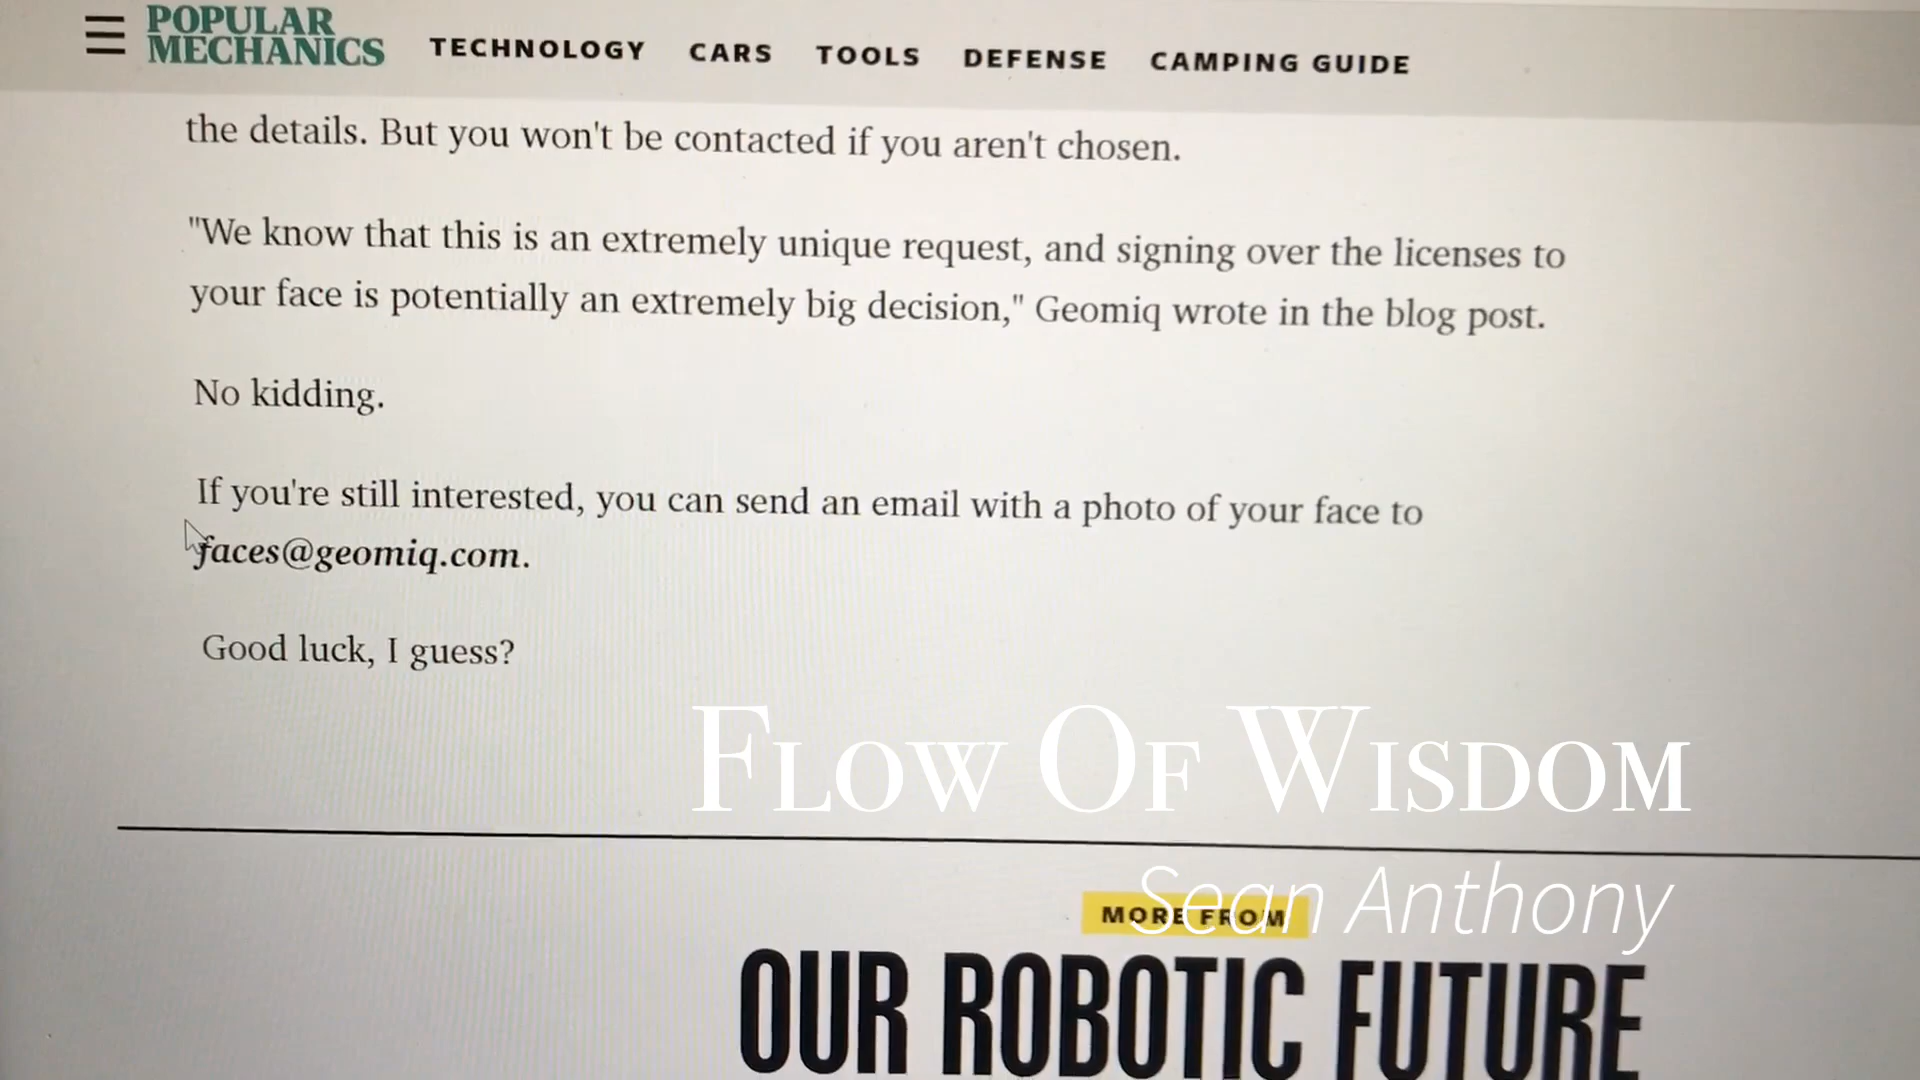 POPULAR
MECHANICS
TECHNOLOGY CARS TOOLS DEFENSE CAMPING GUIDE
the details. But you won't be contacted if you aren't chosen.
"We know that this is an extremely unique request, and signing over the licenses to
your face is potentially an extremely big decision," Geomiq wrote in the blog post.
No kidding.
If you're still interested, you can send an email with a photo of your face to
faces@geomiq.com.
Good luck, I guess?
FLOW OF WISDOM
Sean Anthony
MORE FROM
OUR ROBOTIC FUTURE